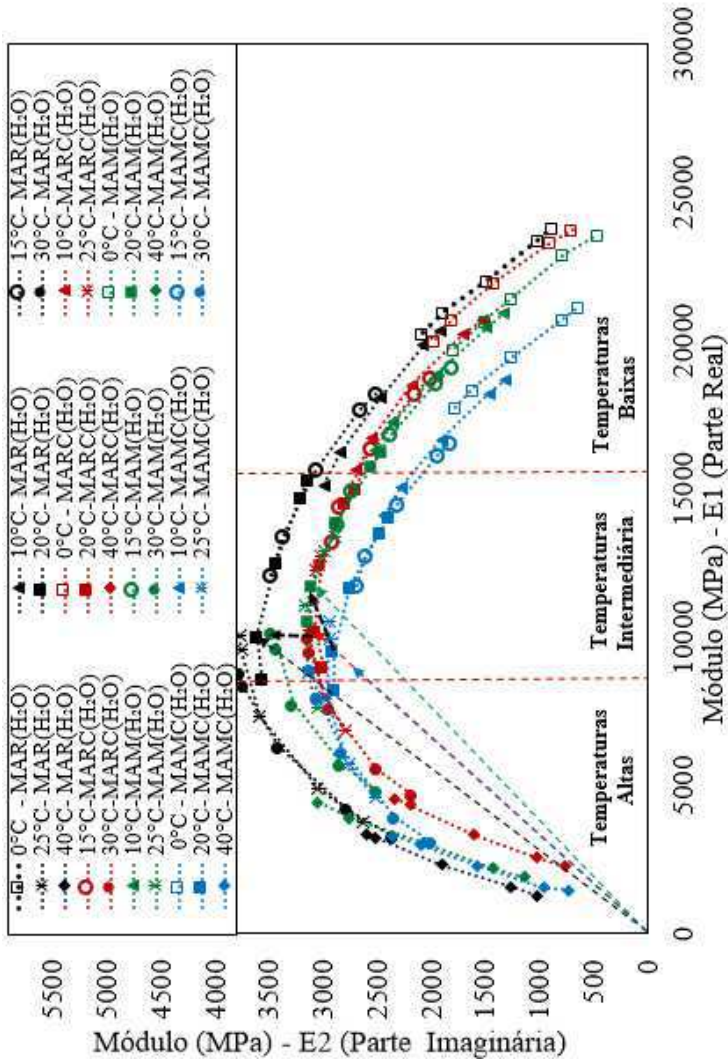 0°C - MAR(H₂O) 10°C- MAR(H₂O) 15°C- MAR(H₂O)
25°C- MAR(H₂O) 20°C- MAR(H₂O) 30°C- MAR(H₂O)
40°C- MAR(H₂O) 0°C - MARC(H₂O) 10°C-MARC(H₂O)
15°C-MARC(H₂O) 20°C- MARC(H₂O) 25°C-MARC(H₂O)
30°C-MARC(H₂O) 40°C- MARC(H₂O) 0°C - MAM(H₂O)
10°C- MAM(H₂O) 15°C- MAM(H₂O) 20°C- MAM(H₂O)
25°C- MAM(H₂O) 30°C- MAM(H₂O) 40°C- MAM(H₂O)
0°C - MAMC(H₂O) 10°C- MAMC(H₂O) 15°C- MAMC(H₂O)
20°C- MAMC(H₂O) 25°C- MAMC(H₂O) 30°C- MAMC(H₂O)
40°C- MAMC(H₂O)
Módulo (MPa) - E2 (Parte Imaginária)
5500
5000
4500
4000
3500
3000
2500
2000
1500
1000
500
0
Temperaturas
Altas
Temperaturas
Intermediária
Temperaturas
Baixas
0 5000 10000 15000 20000 25000 30000
Módulo (MPa) - E1 (Parte Real)